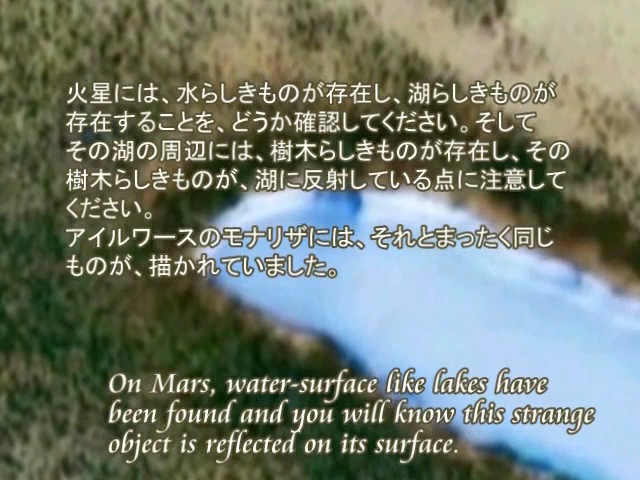 火星には、水らしきものが存在し、湖らしきものが
存在することを、どうか確認してください。そして
その湖の周辺には、樹木らしきものが存在し、その
樹木らしきものが、湖に反射している点に注意して
ください。
アイルワースのモナリザには、それとまったく同じ
ものが、描かれていました。
On Mars, water-surface like lakes have
been found and you will know this strange
object is reflected on its surface.